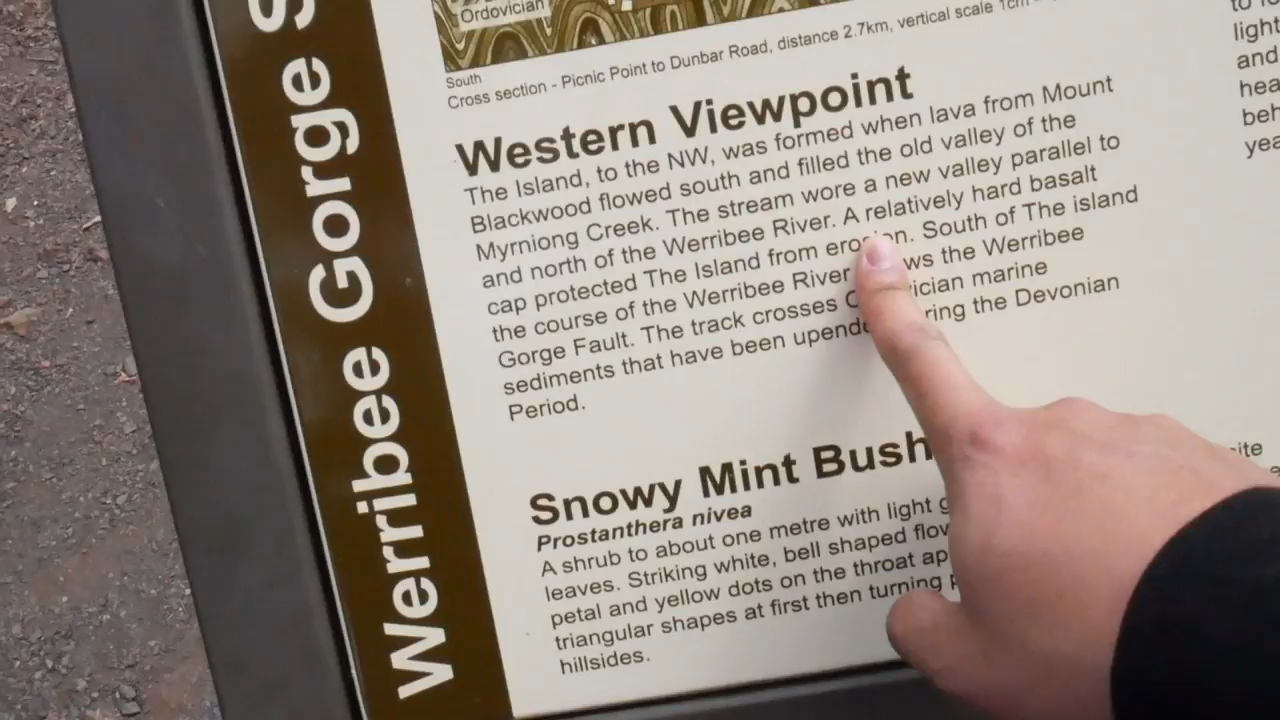 Werribee Gorge
Ordovician
South
Cross section - Picnic Point to Dunbar Road, distance 2.7km, vertical scale 1cm
Western Viewpoint
The Island, to the NW, was formed when lava from Mount
Blackwood flowed south and filled the old valley of the
Myrniong Creek. The stream wore a new valley parallel to
and north of the Werribee River. A relatively hard basalt
cap protected The Island from erosion. South of The island
the course of the Werribee River the Werribee
Gorge Fault. The track crosses marine
sediments that have been the Devonian
Period.
Snowy Mint Bush
Prostanthera nivea
A shrub to about one metre with light
leaves. Striking white, bell shaped
petal and yellow dots on the throat
triangular shapes at first then turning
hillsides.
light
and